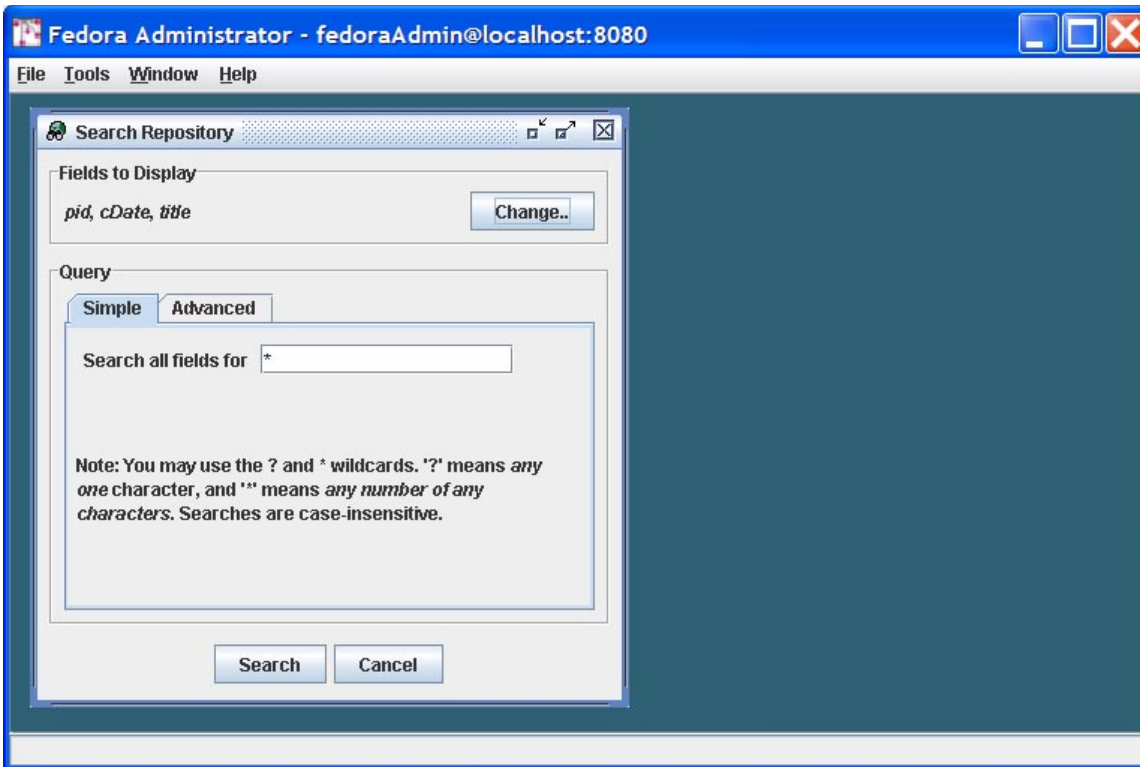 Fedora Administrator - fedoraAdmin@localhost:8080
File Tools Window Help
Search Repository
Fields to Display
pid, cDate, title
Change..
Query
Simple Advanced
Search all fields for *
Note: You may use the ? and * wildcards. '?' means any
one character, and '*' means any number of any
characters. Searches are case-insensitive.
Search Cancel